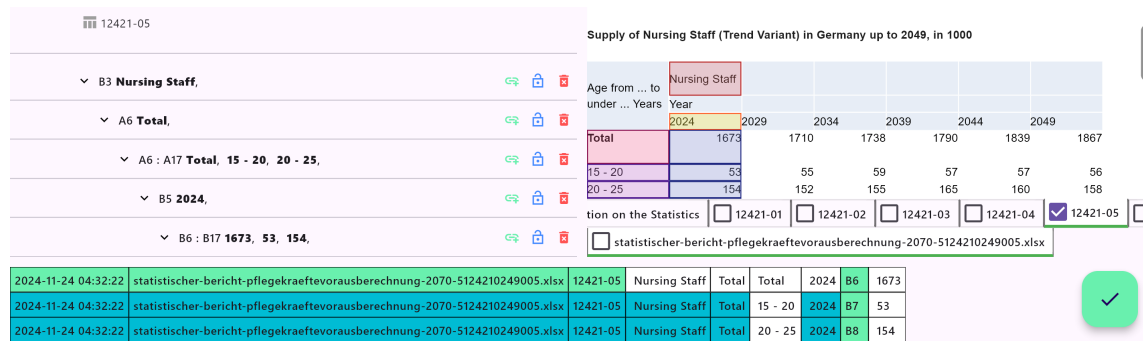 12421-05
B3 Nursing Staff,
A6 Total,
A6 : A17 Total, 15 - 20, 20 - 25,
B5 2024,
B6 : B17 1673, 53, 154,
Supply of Nursing Staff (Trend Variant) in Germany up to 2049, in 1000
Age from ... to under ... Years
Nursing Staff
Year
2024 2029 2034 2039 2044 2049
Total 1673 1710 1738 1790 1839 1867
15 - 20 53 55 59 57 57 56
20 - 25 154 152 155 165 160 158
tion on the Statistics 12421-01 12421-02 12421-03 12421-04 12421-05
statistischer-bericht-pflegekraeftevorausberechnung-2070-5124210249005.xlsx
2024-11-24 04:32:22 statistischer-bericht-pflegekraeftevorausberechnung-2070-5124210249005.xlsx 12421-05 Nursing Staff Total Total 2024 B6 1673
2024-11-24 04:32:22 statistischer-bericht-pflegekraeftevorausberechnung-2070-5124210249005.xlsx 12421-05 Nursing Staff Total 15 - 20 2024 B7 53
2024-11-24 04:32:22 statistischer-bericht-pflegekraeftevorausberechnung-2070-5124210249005.xlsx 12421-05 Nursing Staff Total 20 - 25 2024 B8 154